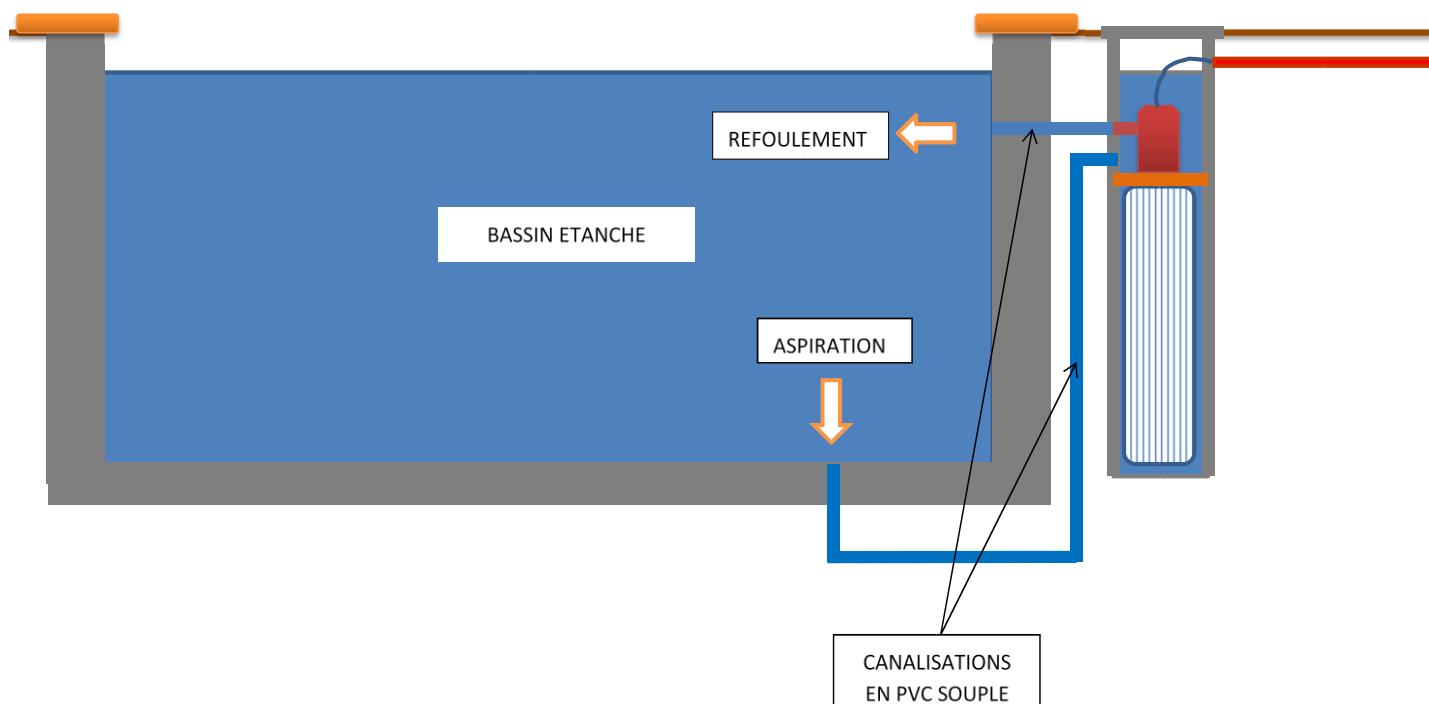 REFOULEMENT
BASSIN ETANCHE
ASPIRATION
CANALISATIONS
EN PVC SOUPLE